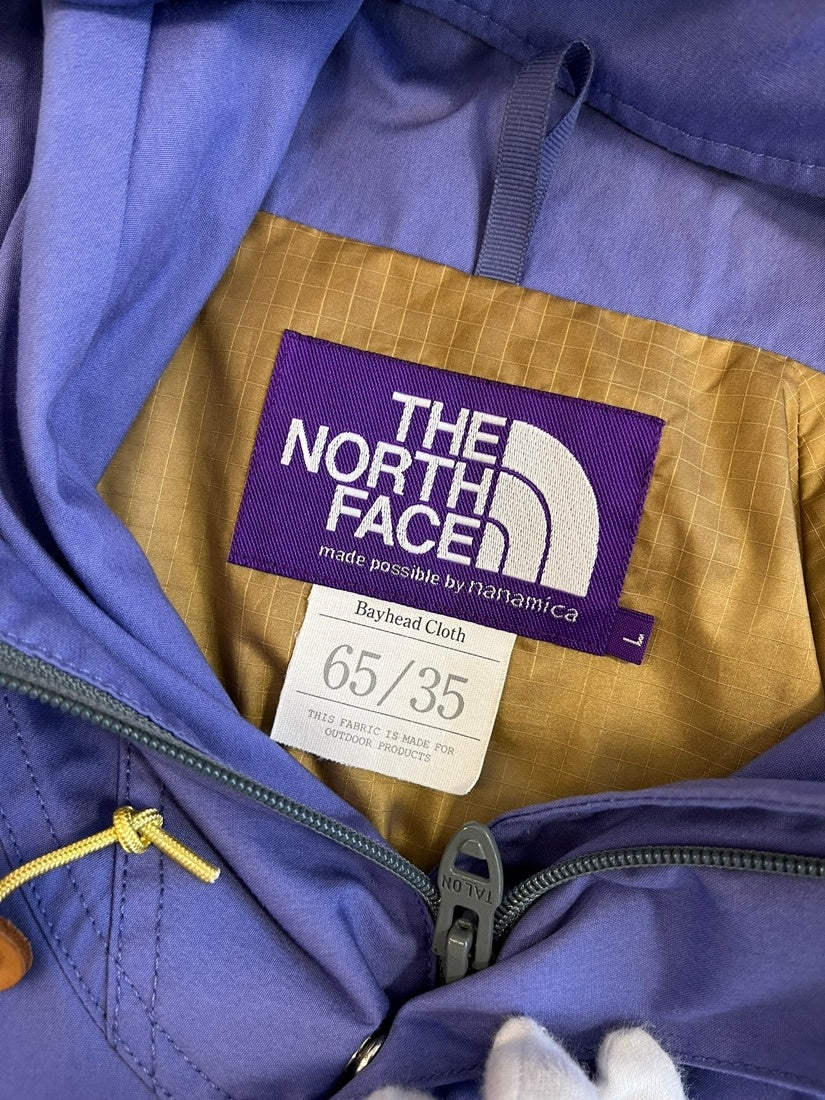 THE
NORTH
FACE
made possible by nanamica
L
Bayhead Cloth
65/35
THIS FABRIC IS MADE FOR
OUTDOOR PRODUCTS
TALON